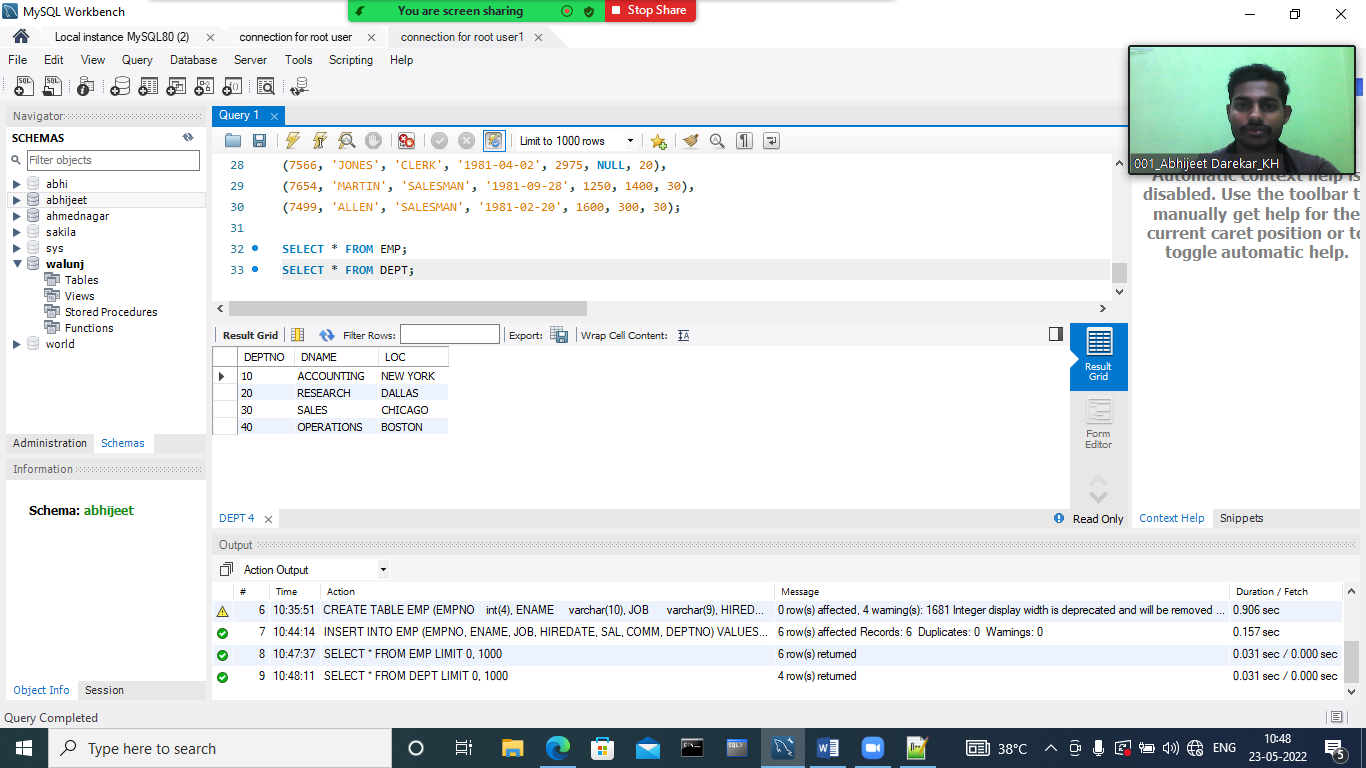 MySQL Workbench
You are screen sharing
Stop Share
Local instance MySQL80 (2)
connection for root user
connection for root user1
File Edit View Query Database Server Tools Scripting Help
Navigator
SCHEMAS
Filter objects
abhi
abhijeet
ahmednagar
sakila
sys
walunj
Tables
Views
Stored Procedures
Functions
world
Administration Schemas
Information
Schema: abhijeet
Object Info Session
Query Completed
Query 1
Limit to 1000 rows
28 (7566, 'JONES', 'CLERK', '1981-04-02', 2975, NULL, 20),
29 (7654, 'MARTIN', 'SALESMAN', '1981-09-28', 1250, 1400, 30),
30 (7499, 'ALLEN', 'SALESMAN', '1981-02-20', 1600, 300, 30);
31
32 SELECT * FROM EMP;
33 SELECT * FROM DEPT;
Result Grid Filter Rows: Export: Wrap Cell Content:
DEPTNO DNAME LOC
10 ACCOUNTING NEW YORK
20 RESEARCH DALLAS
30 SALES CHICAGO
40 OPERATIONS BOSTON
Result
Grid
Form
Editor
DEPT 4
Read Only
001_Abhijeet Darekar_KH
Automatic context help is
disabled. Use the toolbar t
manually get help for the
current caret position or to
toggle automatic help.
Context Help Snippets
Output
Action Output
# Time Action Message Duration / Fetch
6 10:35:51 CREATE TABLE EMP (EMPNO int(4), ENAME varchar(10), JOB varchar(9), HIRED... 0 row(s) affected, 4 warning(s): 1681 Integer display width is deprecated and will be removed ... 0.906 sec
7 10:44:14 INSERT INTO EMP (EMPNO, ENAME, JOB, HIREDATE, SAL, COMM, DEPTNO) VALUES... 6 row(s) affected Records: 6 Duplicates: 0 Warnings: 0 0.157 sec
8 10:47:37 SELECT * FROM EMP LIMIT 0, 1000 6 row(s) returned 0.031 sec / 0.000 sec
9 10:48:11 SELECT * FROM DEPT LIMIT 0, 1000 4 row(s) returned 0.031 sec / 0.000 sec
Type here to search
38°C
ENG
10:48
23-05-2022
5